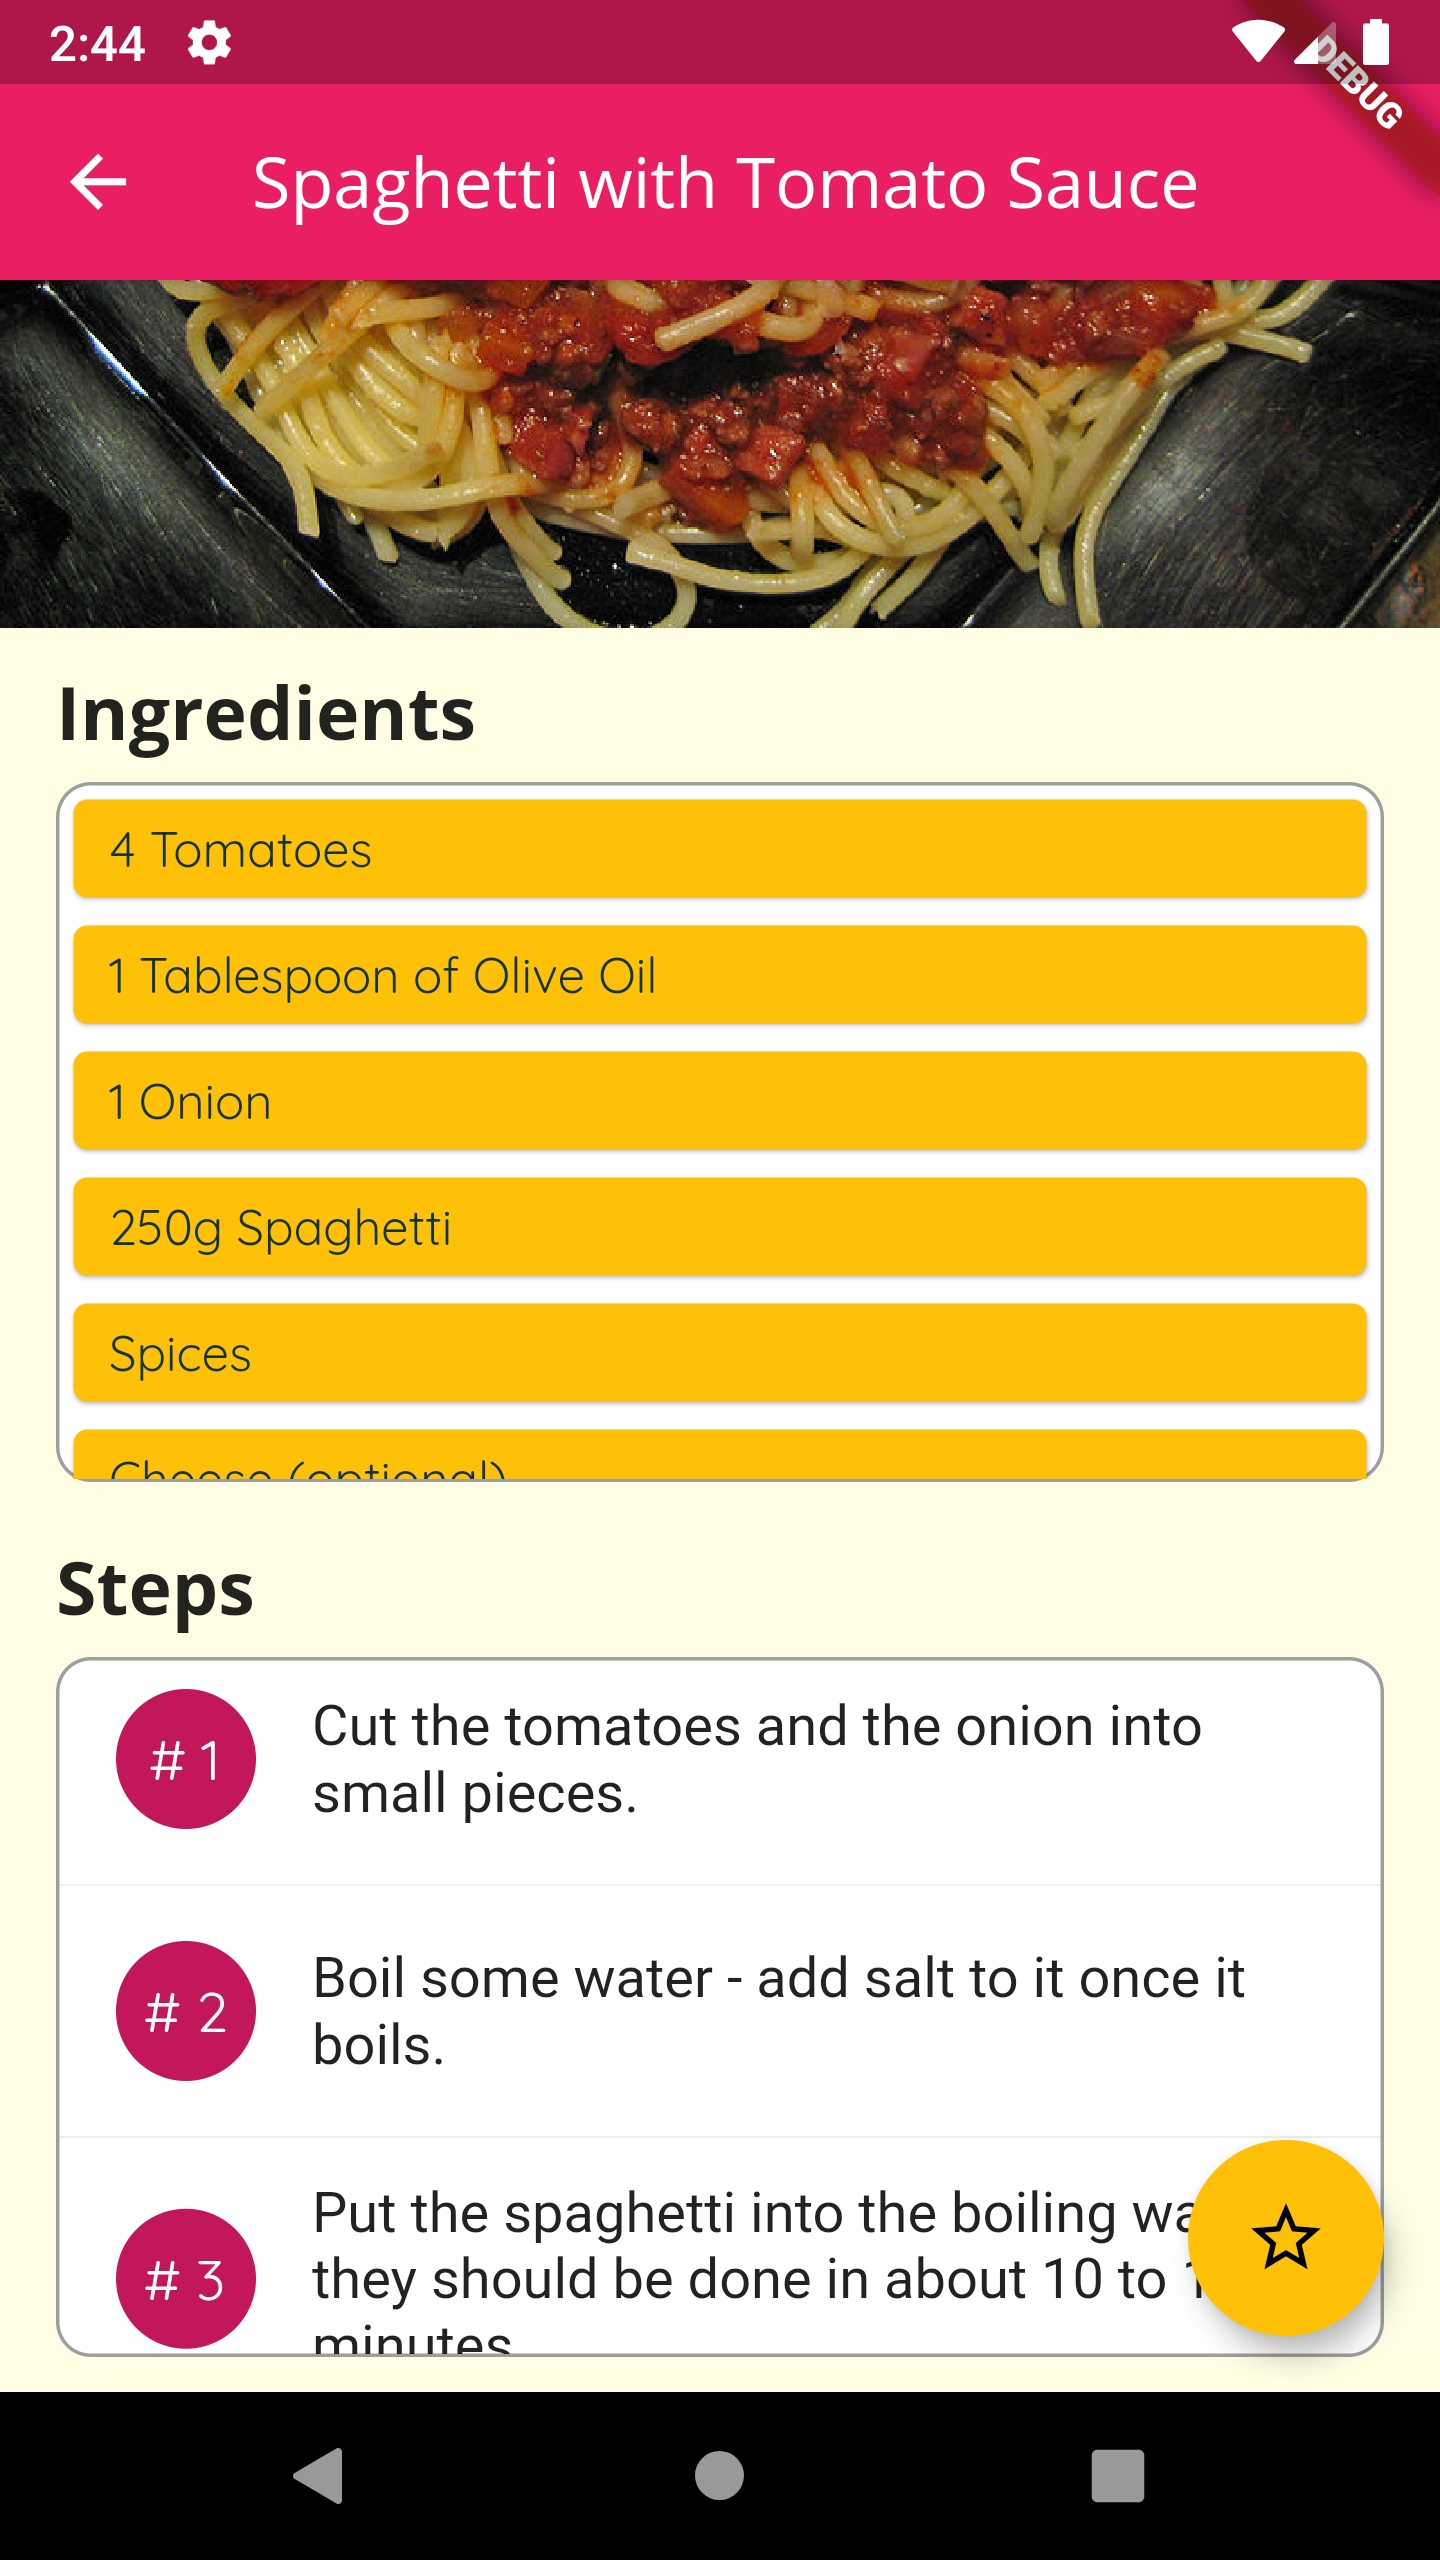 2:44
DEBUG
Spaghetti with Tomato Sauce
Ingredients
4 Tomatoes
1 Tablespoon of Olive Oil
1 Onion
250g Spaghetti
Spices
Cheese (optional)
Steps
# 1
Cut the tomatoes and the onion into
small pieces.
# 2
Boil some water - add salt to it once it
boils.
# 3
Put the spaghetti into the boiling
they should be done in about 10 to
minutes